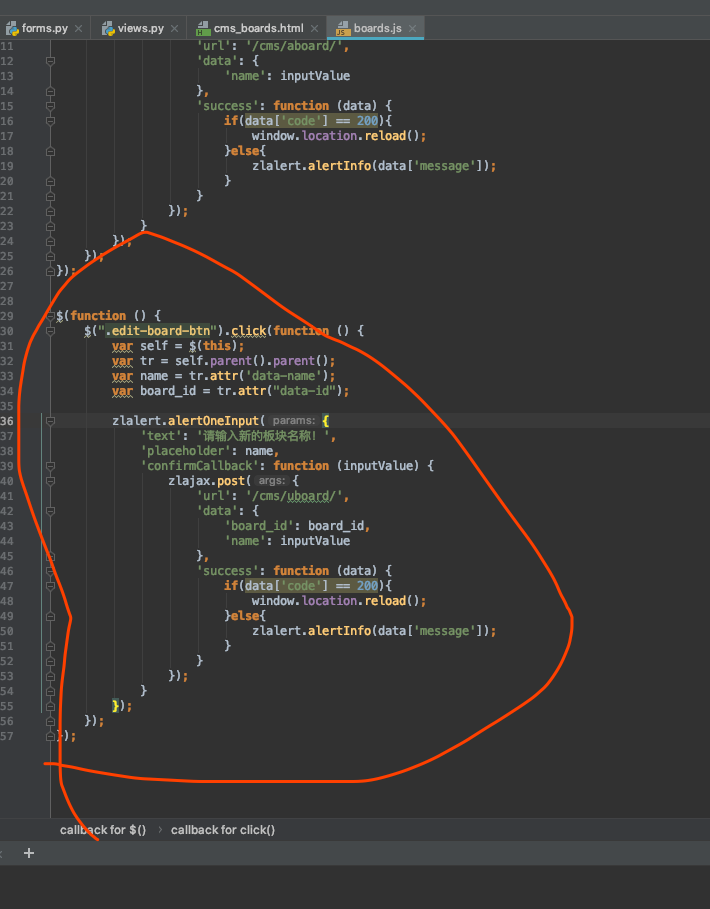 forms.py views.py cms_boards.html boards.js
11 'url': '/cms/aboard/',
12 'data': {
13 'name': inputValue
14 },
15 'success': function (data) {
16 if(data['code'] == 200){
17 window.location.reload();
18 }else{
19 zlalert.alertInfo(data['message']);
20 }
21 }
22 });
23 }
24 });
25 });
26 });
27
28
29 $(function () {
30 $(".edit-board-btn").click(function () {
31 var self = $(this);
32 var tr = self.parent().parent();
33 var name = tr.attr('data-name');
34 var board_id = tr.attr("data-id");
35
36 zlalert.alertOneInput( params: {
37 'text': '请输入新的板块名称！',
38 'placeholder': name,
39 'confirmCallback': function (inputValue) {
40 zlajax.post( args: {
41 'url': '/cms/uboard/',
42 'data': {
43 'board_id': board_id,
44 'name': inputValue
45 },
46 'success': function (data) {
47 if(data['code'] == 200){
48 window.location.reload();
49 }else{
50 zlalert.alertInfo(data['message']);
51 }
52 }
53 });
54 }
55 });
56 });
57 });
callback for $() › callback for click()